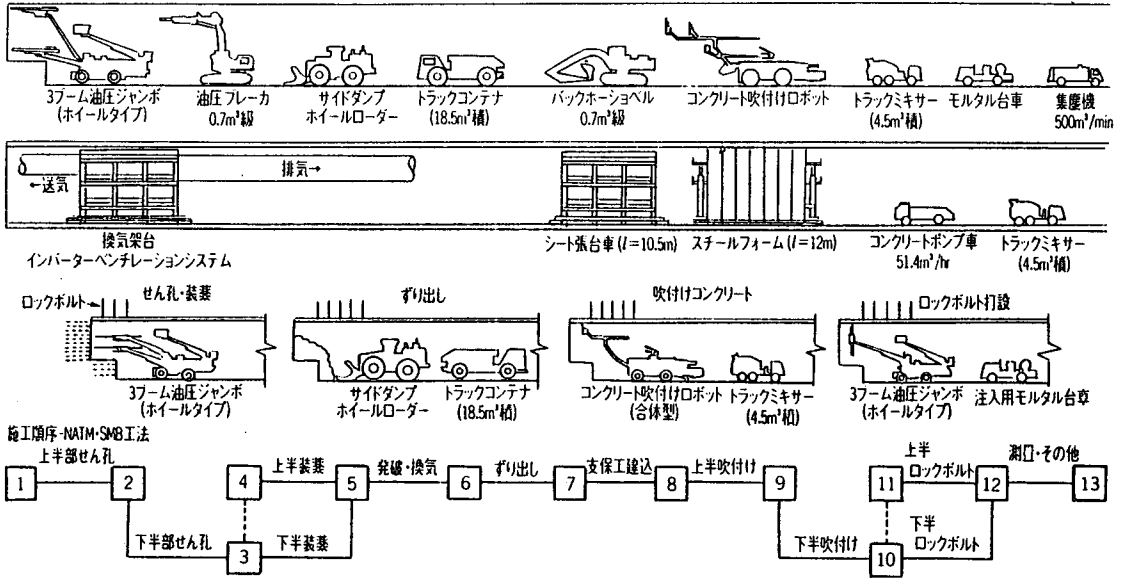 3ブーム油圧ジャンボ
(ホイールタイプ)
油圧ブレーカ
0.7m³級
サイドダンプ
ホイールローダー
トラックコンテナ
(18.5m³積)
バックホーショベル
0.7m³級
コンクリート吹付けロボット
トラックミキサー
(4.5m³積)
モルタル台車
集塵機
500m³/min
←送気
排気→
換気架台
インバーターベンチレーションシステム
シート張台車(l=10.5m)
スチールフォーム(l=12m)
コンクリートポンプ車
51.4m³/hr
トラックミキサー
(4.5m³積)
ロックボルト→
せん孔・装薬
3ブーム油圧ジャンボ
(ホイールタイプ)
ずり出し
サイドダンプ
ホイールローダー
トラックコンテナ
(18.5m³積)
吹付けコンクリート
コンクリート吹付けロボット
(合体型)
トラックミキサー
(4.5m³積)
ロックボルト打設
3ブーム油圧ジャンボ
(ホイールタイプ)
注入用モルタル台車
施工順序-NATM・SMB工法
上半部せん孔
上半装薬
発破・換気
ずり出し
支保工建込
上半吹付け
上半
ロックボルト
測量・その他
1
2
4
5
6
7
8
9
11
12
13
下半部せん孔
3
下半装薬
下半吹付け
10
下半
ロックボルト